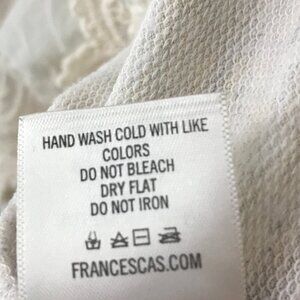 HAND WASH COLD WITH LIKE
COLORS
DO NOT BLEACH
DRY FLAT
DO NOT IRON
FRANCESCAS.COM